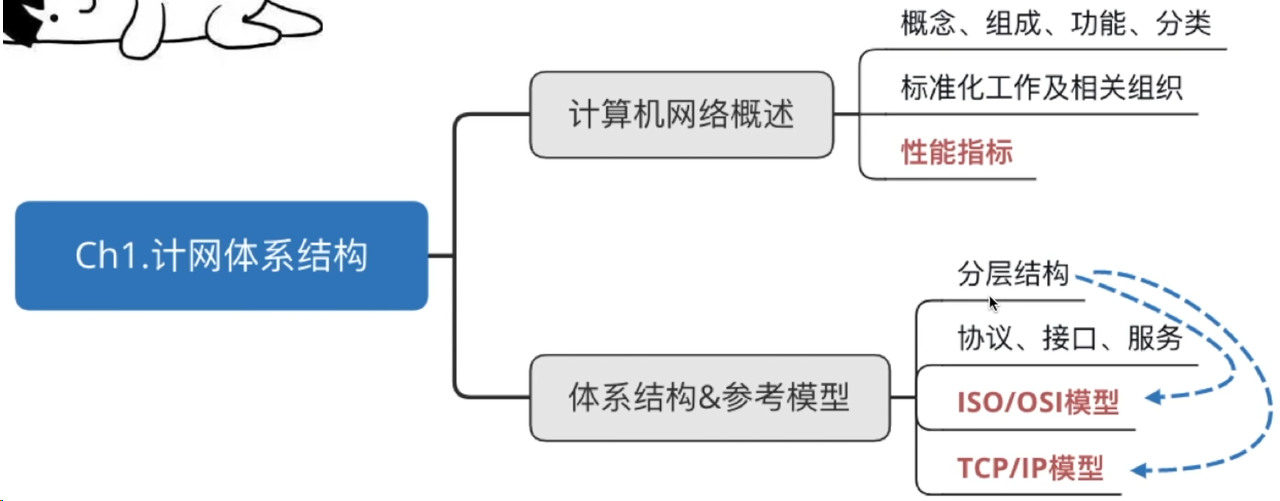 概念、组成、功能、分类
标准化工作及相关组织
计算机网络概述
性能指标
Ch1.计网体系结构
分层结构
协议、接口、服务
体系结构&参考模型
ISO/OSI模型
TCP/IP模型